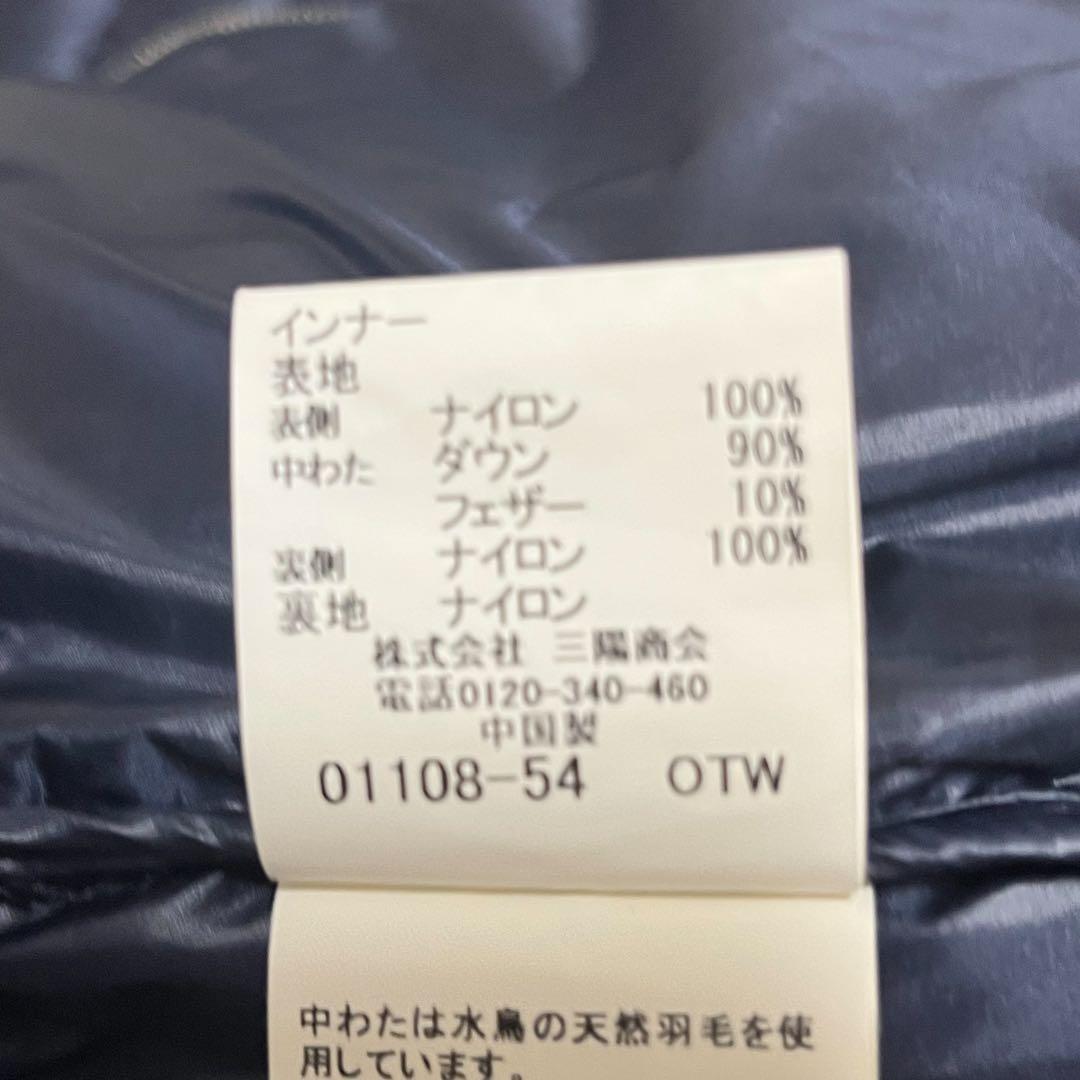 インナー
表地
表側 ナイロン 100%
中わた ダウン 90%
フェザー 10%
裏側 ナイロン 100%
裏地 ナイロン
株式会社 三陽商会
電話0120-340-460
中国製
01108-54 OTW
中わたは水鳥の天然羽毛を使
用しています。